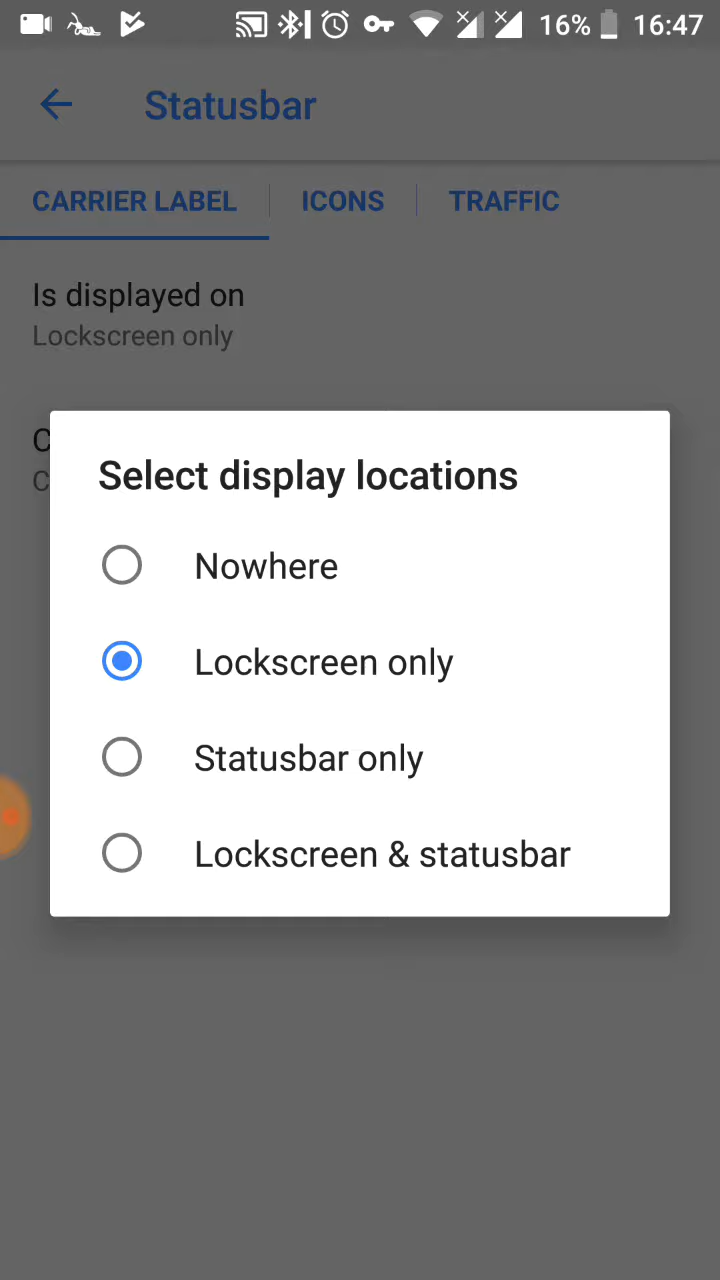 16% 16:47
Statusbar
CARRIER LABEL ICONS TRAFFIC
Is displayed on
Lockscreen only
Select display locations
Nowhere
Lockscreen only
Statusbar only
Lockscreen & statusbar